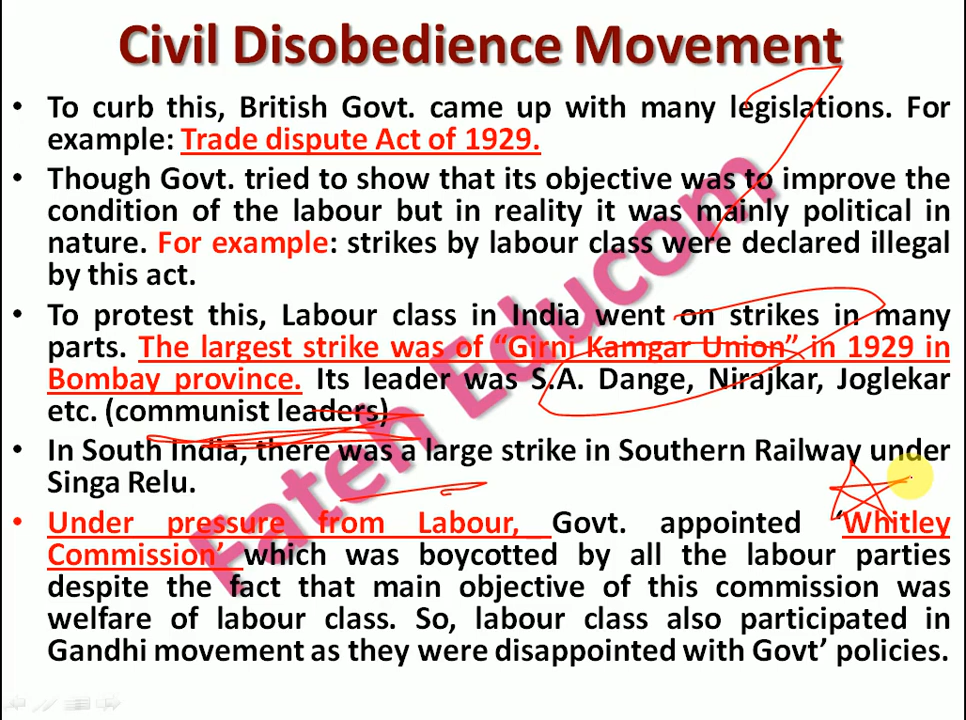 Civil Disobedience Movement
• To curb this, British Govt. came up with many legislations. For
example: Trade dispute Act of 1929.
• Though Govt. tried to show that its objective was to improve the
condition of the labour but in reality it was mainly political in
nature. For example: strikes by labour class were declared illegal
by this act.
• To protest this, Labour class in India went on strikes in many
parts. The largest strike was of “Girni Kamgar Union” in 1929 in
Bombay province. Its leader was S.A. Dange, Nirajkar, Joglekar
etc. (communist leaders)
• In South India, there was a large strike in Southern Railway under
Singa Relu.
• Under pressure from Labour, Govt. appointed ‘Whitley
Commission’ which was boycotted by all the labour parties
despite the fact that main objective of this commission was
welfare of labour class. So, labour class also participated in
Gandhi movement as they were disappointed with Govt’ policies.
Fateh Educom